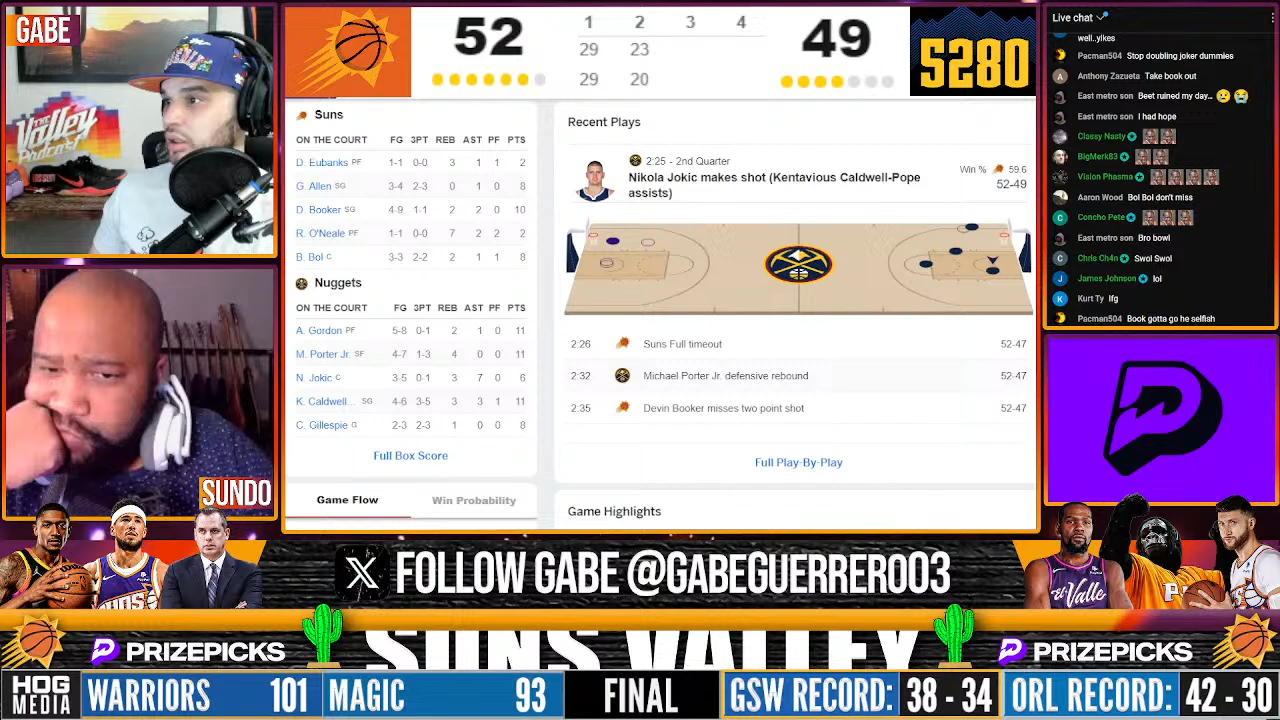 GABE
The Valley
Podcast
SUNDO
52
1 2 3 4
29 23
29 20
49
5280
Suns
ON THE COURT FG 3PT REB AST PF PTS
D. Eubanks PF 1-1 0-0 3 1 1 2
G. Allen SG 3-4 2-3 0 1 0 8
D. Booker SG 4-9 1-1 2 2 0 10
R. O'Neale PF 1-1 0-0 7 2 2 2
B. Bol C 3-3 2-2 2 1 1 8
Nuggets
ON THE COURT FG 3PT REB AST PF PTS
A. Gordon PF 5-8 0-1 2 1 0 11
M. Porter Jr. SF 4-7 1-3 4 0 0 11
N. Jokic C 3-5 0-1 3 7 0 6
K. Caldwell... SG 4-6 3-5 3 3 1 11
C. Gillespie G 2-3 2-3 1 0 0 8
Full Box Score
Game Flow Win Probability
Recent Plays
2:25 - 2nd Quarter
Nikola Jokic makes shot (Kentavious Caldwell-Pope
assists)
Win % 59.6
52-49
2:26 Suns Full timeout 52-47
2:32 Michael Porter Jr. defensive rebound 52-47
2:35 Devin Booker misses two point shot 52-47
Full Play-By-Play
Game Highlights
Live chat
well..yikes
Pacman504 Stop doubling joker dummies
Anthony Zazueta Take book out
East metro son Beet ruined my day.. 😢 😭
East metro son I had hope
Classy Nasty
BigMerk83
Vision Phasma
Aaron Wood Bol Bol don't miss
Concho Pete
East metro son Bro bowl
Chris Ch4n Swol Swol
James Johnson lol
Kurt Ty lfg
Pacman504 Book gotta go he selfish
X FOLLOW GABE @GABEGUERRERO03
PRIZEPICKS SUNS VALLEY PRIZEPICKS
HOG
MEDIA
WARRIORS 101 MAGIC 93 FINAL GSW RECORD: 38 - 34 ORL RECORD: 42 - 30